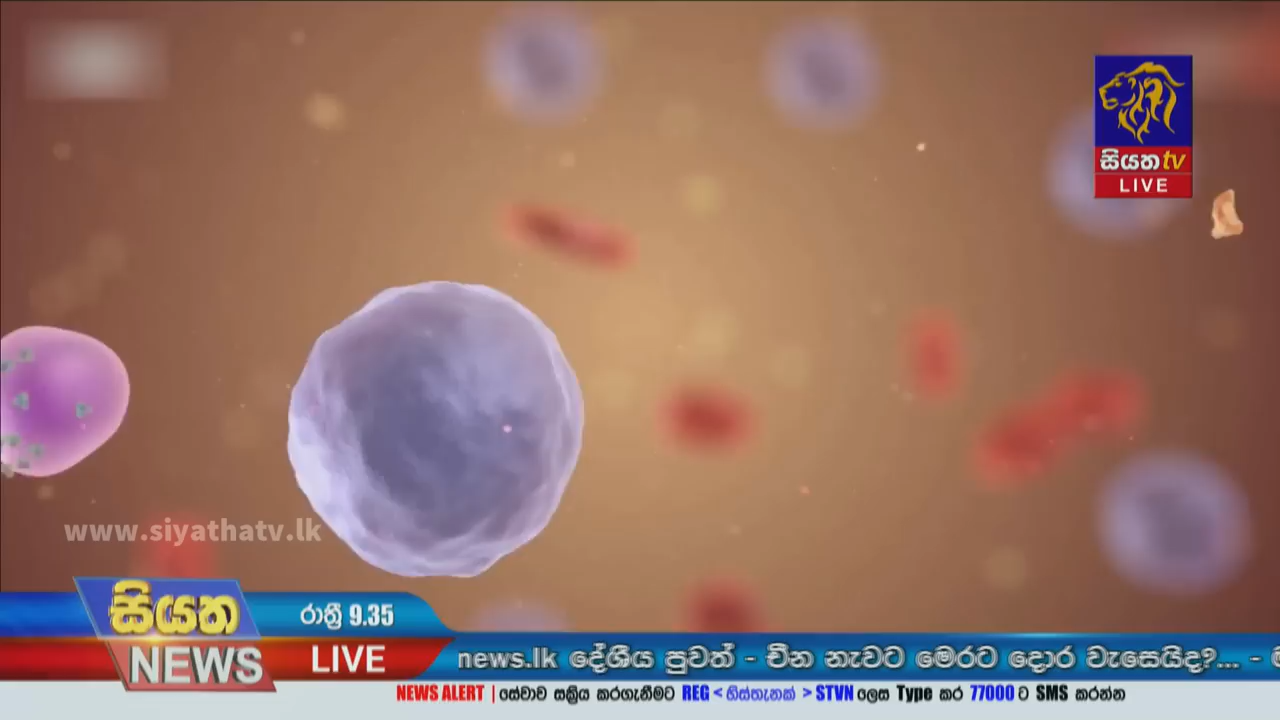 සියත tv
LIVE
www.siyathatv.lk
සියත
NEWS
රාත්‍රී 9.35
LIVE
news.lk දේශීය පුවත් - චීන නැවට මෙරට දොර වැසෙයිද?... -
NEWS ALERT | සේවාව සක්‍රීය කරගැනීමට REG < හිස්තැනක් > STVN ලෙස Type කර 77000 ට SMS කරන්න